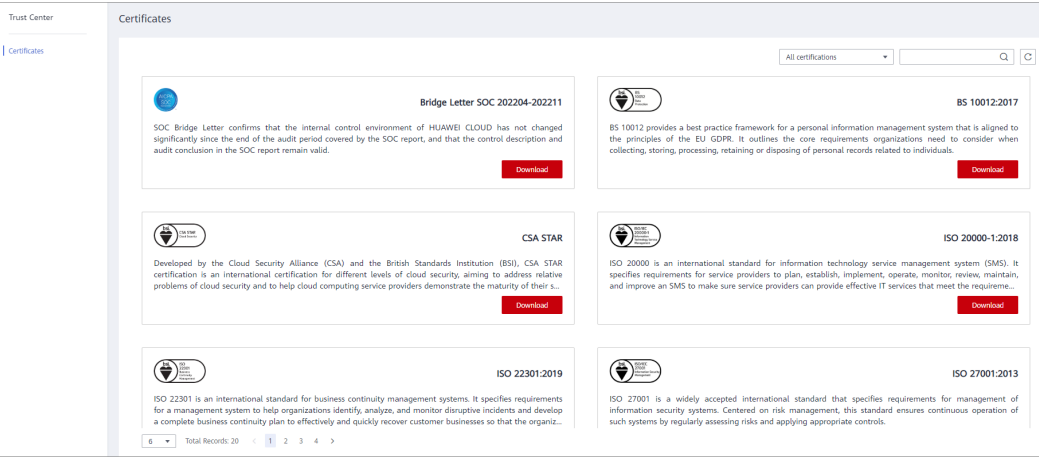 Trust Center
Certificates
Certificates
All certifications
Bridge Letter SOC 202204-202211
SOC Bridge Letter confirms that the internal control environment of HUAWEI CLOUD has not changed
significantly since the end of the audit period covered by the SOC report, and that the control description and
audit conclusion in the SOC report remain valid.
Download
BS 10012:2017
BS 10012 provides a best practice framework for a personal information management system that is aligned to
the principles of the EU GDPR. It outlines the core requirements organizations need to consider when
collecting, storing, processing, retaining or disposing of personal records related to individuals.
Download
CSA STAR
Developed by the Cloud Security Alliance (CSA) and the British Standards Institution (BSI), CSA STAR
certification is an international certification for different levels of cloud security, aiming to address relative
problems of cloud security and to help cloud computing service providers demonstrate the maturity of their s...
Download
ISO 20000-1:2018
ISO 20000 is an international standard for information technology service management system (SMS). It
specifies requirements for service providers to plan, establish, implement, operate, monitor, review, maintain,
and improve an SMS to make sure service providers can provide effective IT services that meet the requireme...
Download
ISO 22301:2019
ISO 22301 is an international standard for business continuity management systems. It specifies requirements
for a management system to help organizations identify, analyze, and monitor disruptive incidents and develop
a complete business continuity plan to effectively and quickly recover customer businesses so that the organiz...
ISO 27001:2013
ISO 27001 is a widely accepted international standard that specifies requirements for management of
information security systems. Centered on risk management, this standard ensures continuous operation of
such systems by regularly assessing risks and applying appropriate controls.
6 Total Records: 20 < 1 2 3 4 >